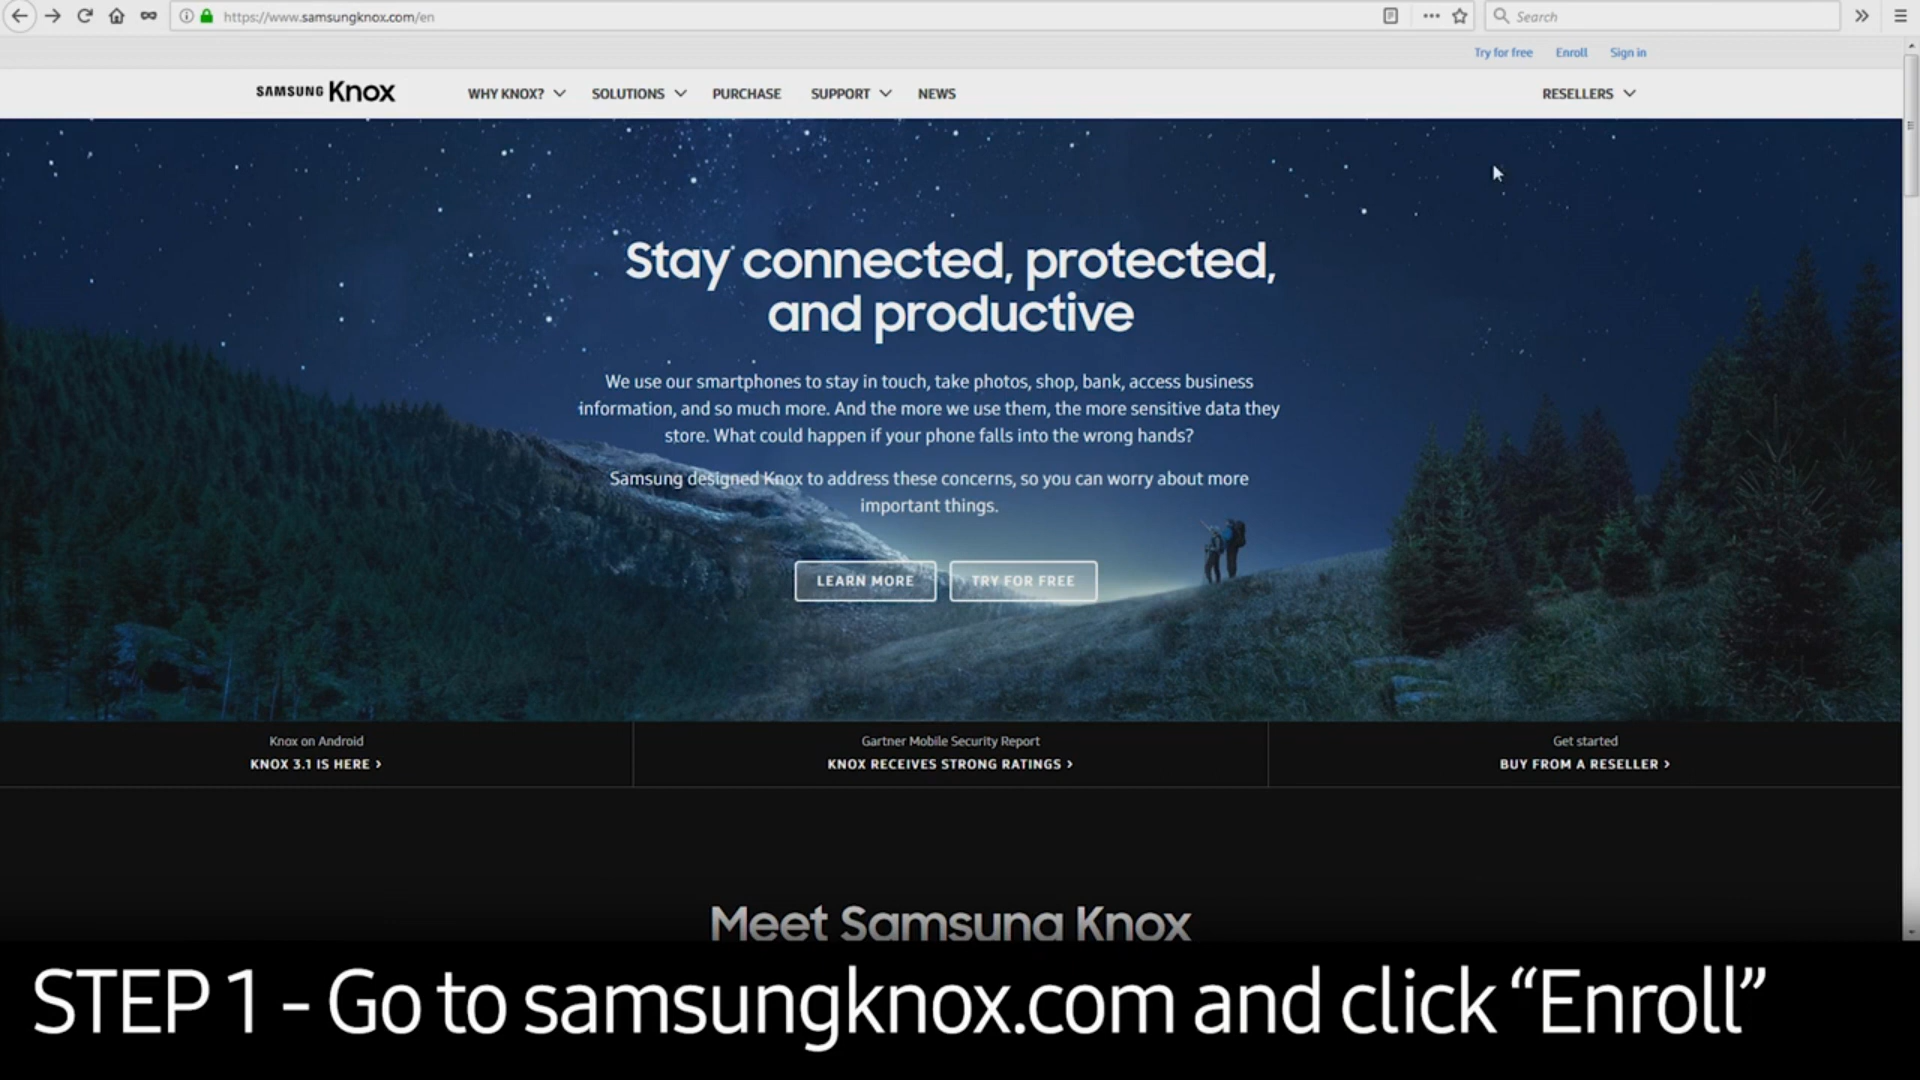 https://www.samsungknox.com/en
Search
Try for free Enroll Sign in
SAMSUNG Knox WHY KNOX? SOLUTIONS PURCHASE SUPPORT NEWS RESELLERS
Stay connected, protected,
and productive
We use our smartphones to stay in touch, take photos, shop, bank, access business
information, and so much more. And the more we use them, the more sensitive data they
store. What could happen if your phone falls into the wrong hands?
Samsung designed Knox to address these concerns, so you can worry about more
important things.
LEARN MORE TRY FOR FREE
Knox on Android
KNOX 3.1 IS HERE >
Gartner Mobile Security Report
KNOX RECEIVES STRONG RATINGS >
Get started
BUY FROM A RESELLER >
Meet Samsung Knox
STEP 1 - Go to samsungknox.com and click “Enroll”